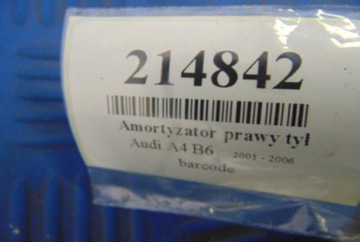 214842
Amortyzator prawy tył
Audi A4 B6 2001 - 2006
barcode